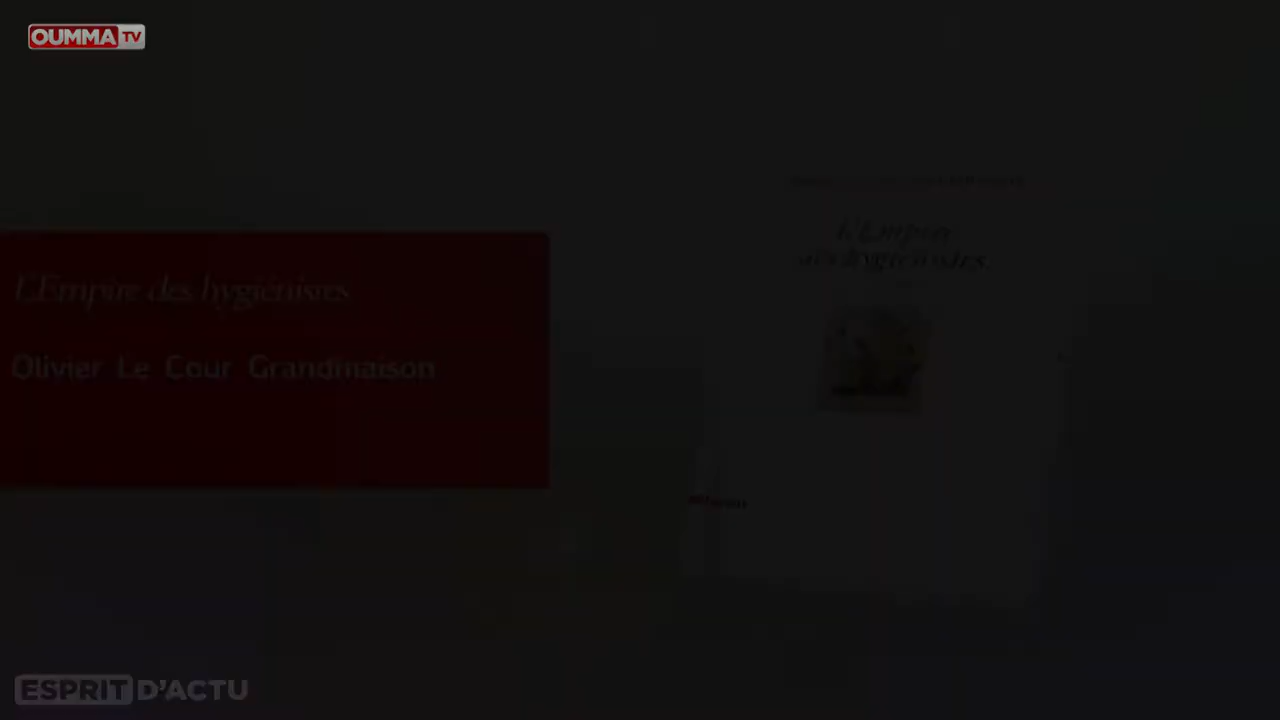 OUMMA TV
L'Empire des hygiénistes
Olivier Le Cour Grandmaison
L'Empire
des hygiénistes
ESPRIT D'ACTU